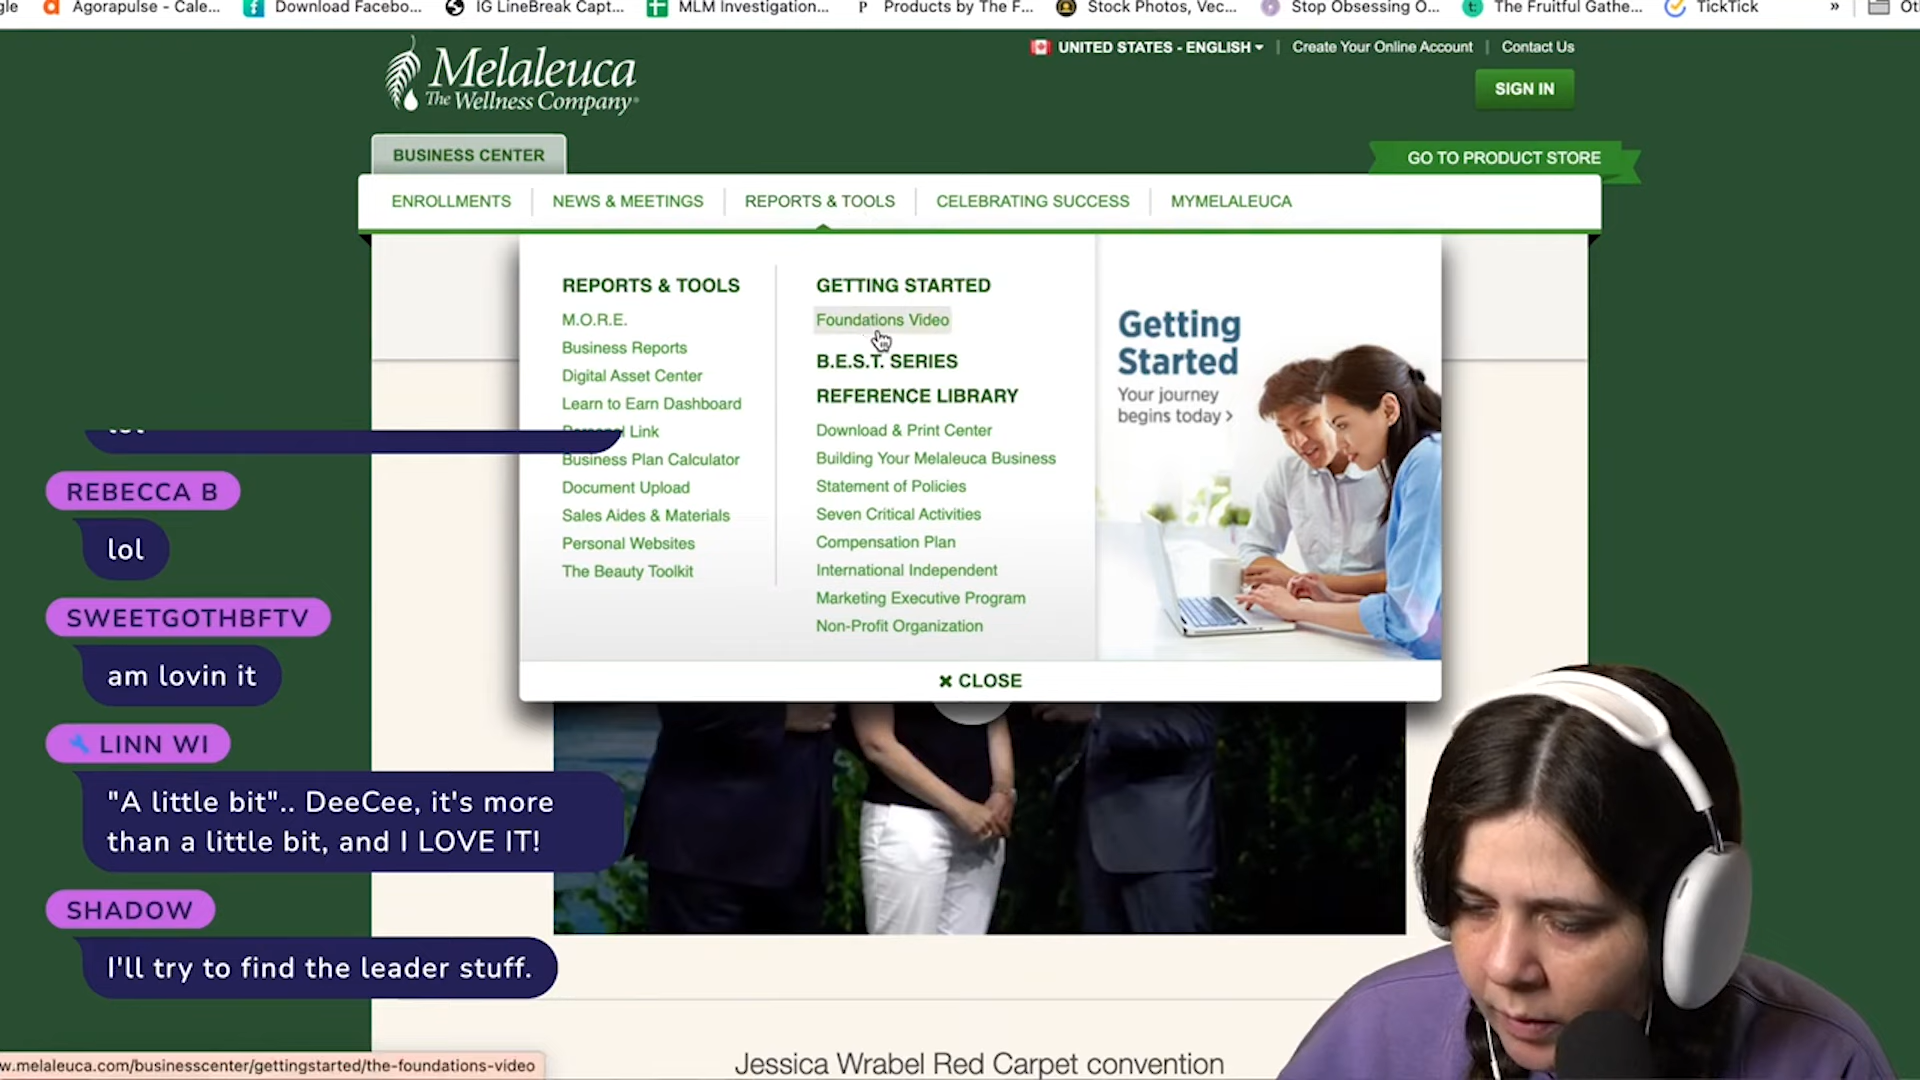 gle
Agorapulse - Cale...
Download Facebo...
IG LineBreak Capt...
MLM Investigation...
P Products by The F...
Stock Photos, Vec...
Stop Obsessing O...
The Fruitful Gathe...
TickTick
»
Melaleuca
The Wellness Company®
UNITED STATES - ENGLISH
Create Your Online Account
Contact Us
SIGN IN
BUSINESS CENTER
GO TO PRODUCT STORE
ENROLLMENTS
NEWS & MEETINGS
REPORTS & TOOLS
CELEBRATING SUCCESS
MYMELALEUCA
REPORTS & TOOLS
M.O.R.E.
Business Reports
Digital Asset Center
Learn to Earn Dashboard
Personal Link
Business Plan Calculator
Document Upload
Sales Aides & Materials
Personal Websites
The Beauty Toolkit
GETTING STARTED
Foundations Video
B.E.S.T. SERIES
REFERENCE LIBRARY
Download & Print Center
Building Your Melaleuca Business
Statement of Policies
Seven Critical Activities
Compensation Plan
International Independent
Marketing Executive Program
Non-Profit Organization
Getting
Started
Your journey
begins today >
× CLOSE
lol
REBECCA B
lol
SWEETGOTHBFTV
am lovin it
LINN WI
"A little bit".. DeeCee, it's more
than a little bit, and I LOVE IT!
SHADOW
I'll try to find the leader stuff.
Jessica Wrabel Red Carpet convention
w.melaleuca.com/businesscenter/gettingstarted/the-foundations-video